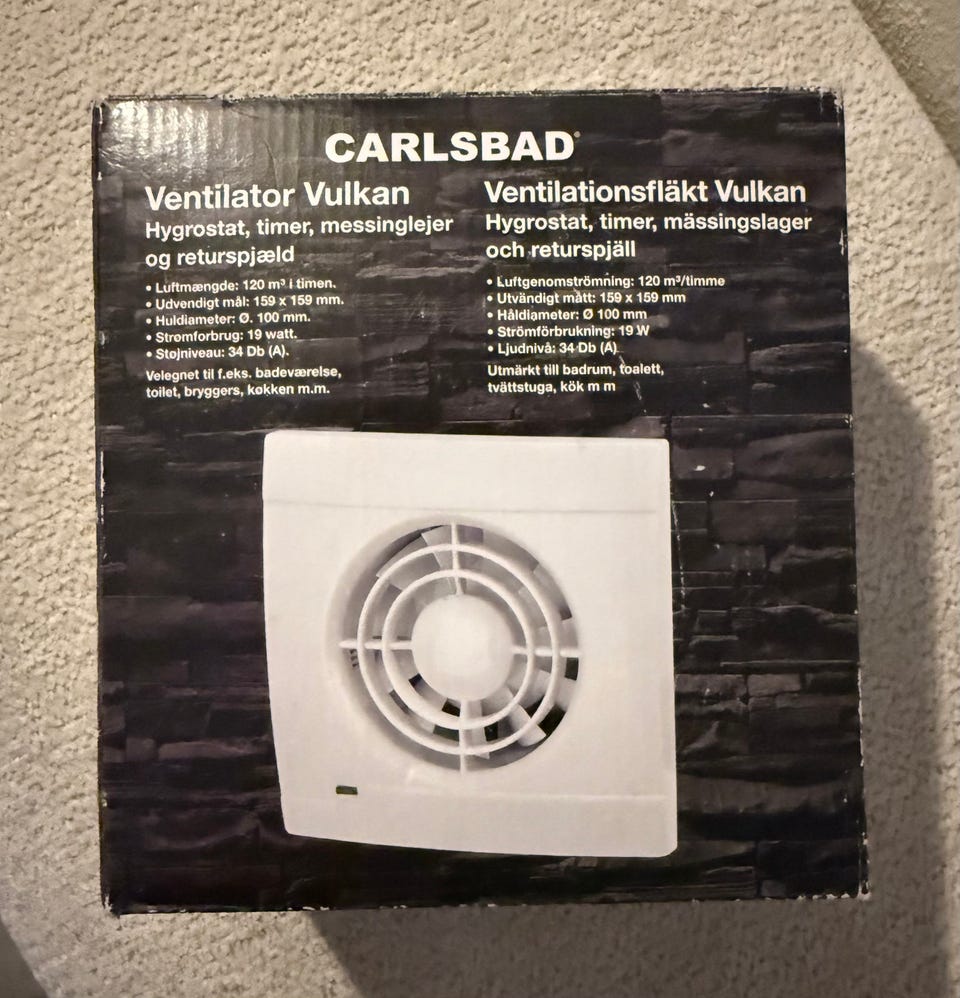 CARLSBAD®
Ventilator Vulkan
Hygrostat, timer, messinglejer
og returspjæld
• Luftmængde: 120 m³ i timen.
• Udvendigt mål: 159 x 159 mm.
• Huldiameter: Ø. 100 mm.
• Strømforbrug: 19 watt.
• Støjniveau: 34 Db (A).
Velegnet til f.eks. badeværelse,
toilet, bryggers, køkken m.m.
Ventilationsfläkt Vulkan
Hygrostat, timer, mässingslager
och returspjäll
• Luftgenomströmning: 120 m³/timme
• Utvändigt mått: 159 x 159 mm
• Håldiameter: Ø 100 mm
• Strömförbrukning: 19 W
• Ljudnivå: 34 Db (A)
Utmärkt till badrum, toalett,
tvättstuga, kök m m